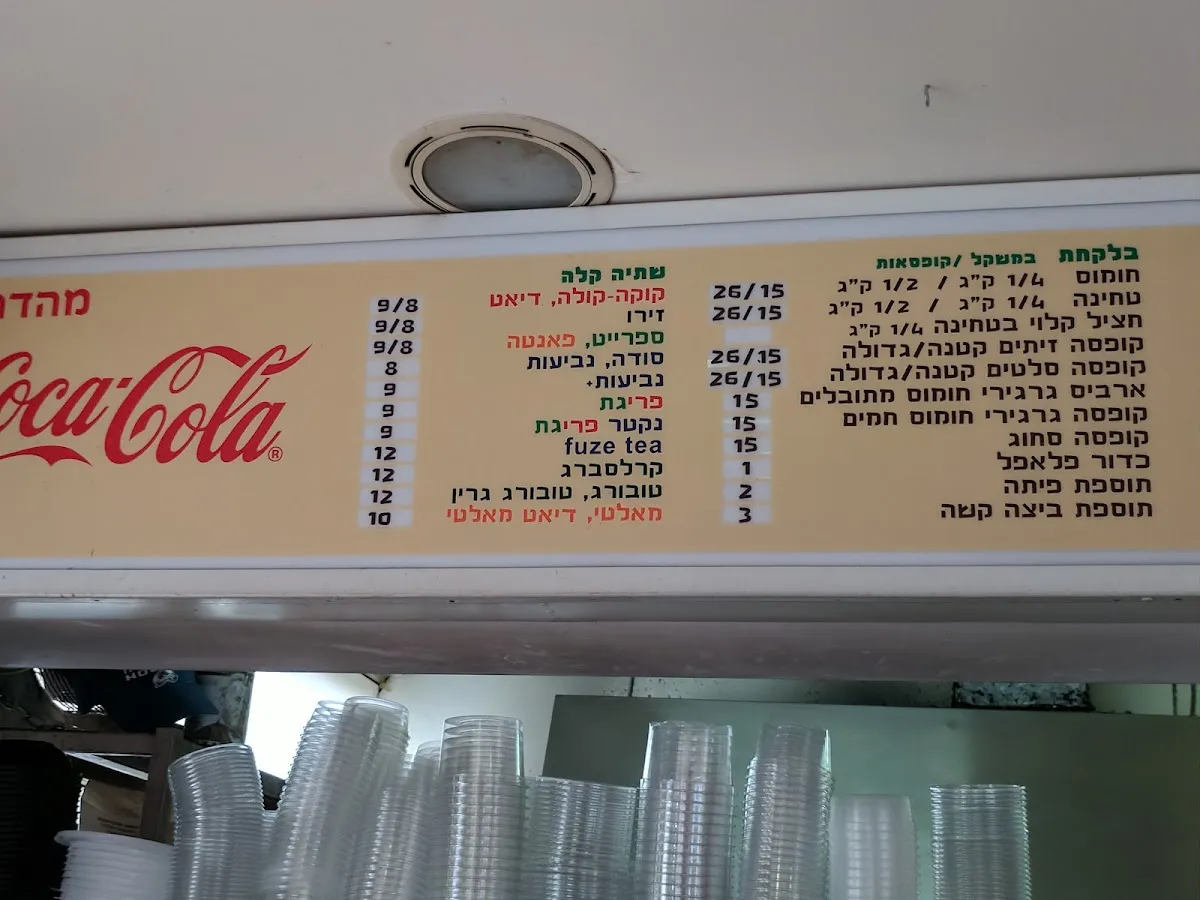 בלקחת במשקל /קופסאות
חומוס 1/4 ק"ג / 1/2 ק"ג 26/15
טחינה 1/4 ק"ג / 1/2 ק"ג 26/15
חציל קלוי בטחינה 1/4 ק"ג
קופסה זיתים קטנה/גדולה 26/15
קופסה סלטים קטנה/גדולה 26/15
ארביס גרגירי חומוס מתובלים 15
קופסה גרגירי חומוס חמים 15
קופסה סחוג 15
כדור פלאפל 1
תוספת פיתה 2
תוספת ביצה קשה 3
שתיה קלה
קוקה-קולה, דיאט 9/8
זירו 9/8
ספרייט, פאנטה 9/8
סודה, נביעות 8
נביעות+ 9
פריגת 9
נקטר פריגת 9
fuze tea 12
קרלסברג 12
טובורג, טובורג גרין 12
מאלטי, דיאט מאלטי 10
Coca-Cola®